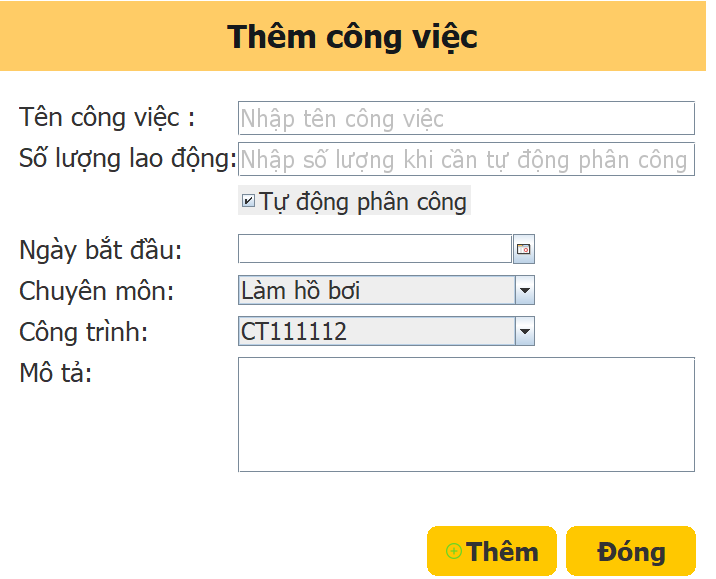 Thêm công việc
Tên công việc : Nhập tên công việc
Số lượng lao động: Nhập số lượng khi cần tự động phân công
Tự động phân công
Ngày bắt đầu:
Chuyên môn: Làm hồ bơi
Công trình: CT111112
Mô tả:
Thêm Đóng